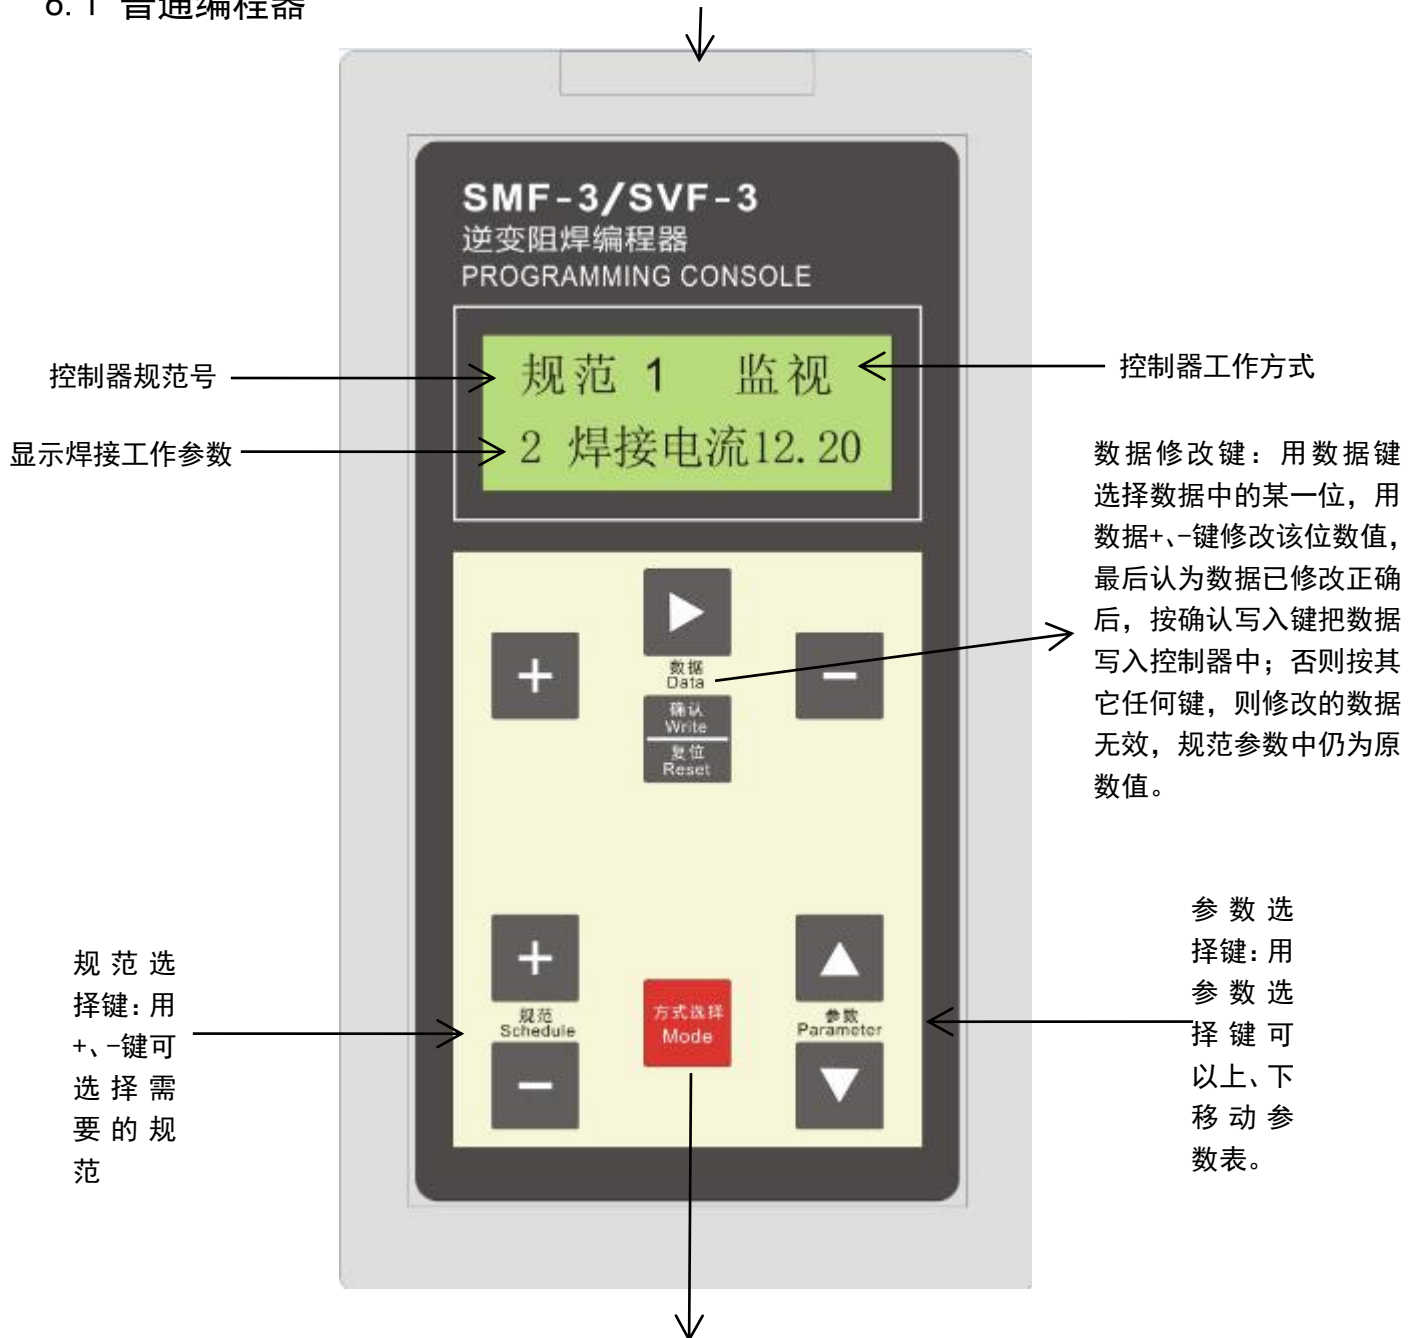 6.1 普通编程器
SMF-3/SVF-3
逆变阻焊编程器
PROGRAMMING CONSOLE
控制器规范号
规范 1 监视
控制器工作方式
显示焊接工作参数
2 焊接电流12.20
数据修改键：用数据键
选择数据中的某一位，用
数据+、-键修改该位数值，
最后认为数据已修改正确
后，按确认写入键把数据
写入控制器中；否则按其
它任何键，则修改的数据
无效，规范参数中仍为原
数值。
+
-
数据
Data
确认
Write
复位
Reset
规范选
择键：用
+、-键可
选择需
要的规
范
+
规范
Schedule
-
方式选择
Mode
参数
Parameter
参数选
择键：用
参数选
择键可
以上、下
移动参
数表。